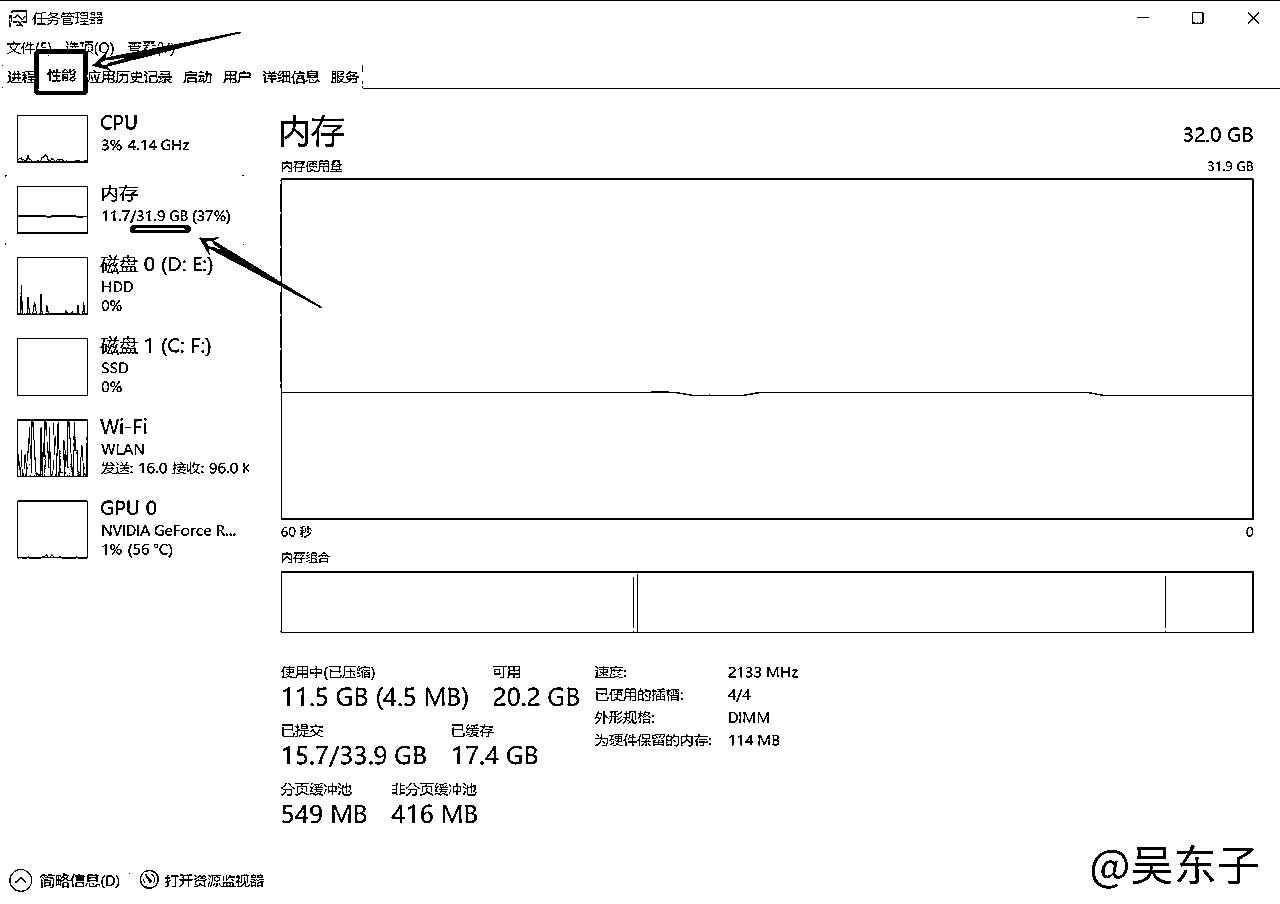 任务管理器
文件(F) 选项(O) 查看(V)
进程 性能 应用历史记录 启动 用户 详细信息 服务
CPU
3% 4.14 GHz
内存
11.7/31.9 GB (37%)
磁盘 0 (D: E:)
HDD
0%
磁盘 1 (C: F:)
SSD
0%
Wi-Fi
WLAN
发送: 16.0 接收: 96.0 K
GPU 0
NVIDIA GeForce R...
1% (56 °C)
内存 32.0 GB
内存使用量 31.9 GB
60 秒 0
内存组合
使用中(已压缩) 可用
11.5 GB (4.5 MB) 20.2 GB
已提交 已缓存
15.7/33.9 GB 17.4 GB
分页缓冲池 非分页缓冲池
549 MB 416 MB
速度: 2133 MHz
已使用的插槽: 4/4
外形规格: DIMM
为硬件保留的内存: 114 MB
简略信息(D) 打开资源监视器
@吴东子